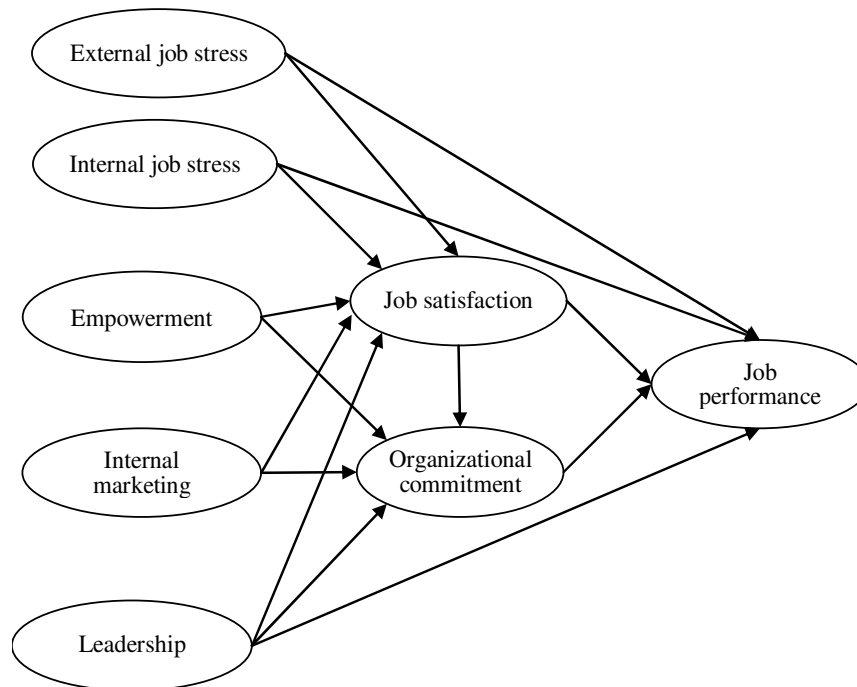 External job stress
Internal job stress
Empowerment
Job satisfaction
Job
performance
Internal
marketing
Organizational
commitment
Leadership